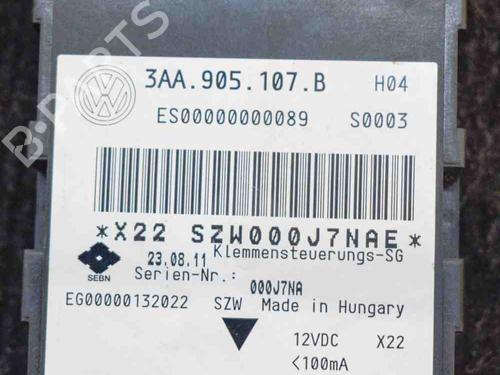 3AA.905.107.B H04
ES00000000089 S0003
*X22 SZW000J7NAE*
23.08.11 Klemmensteuerungs-SG
SEBN Serien-Nr.: 000J7NA
EG00000132022 SZW Made in Hungary
12VDC X22
<100mA
B-PARTS